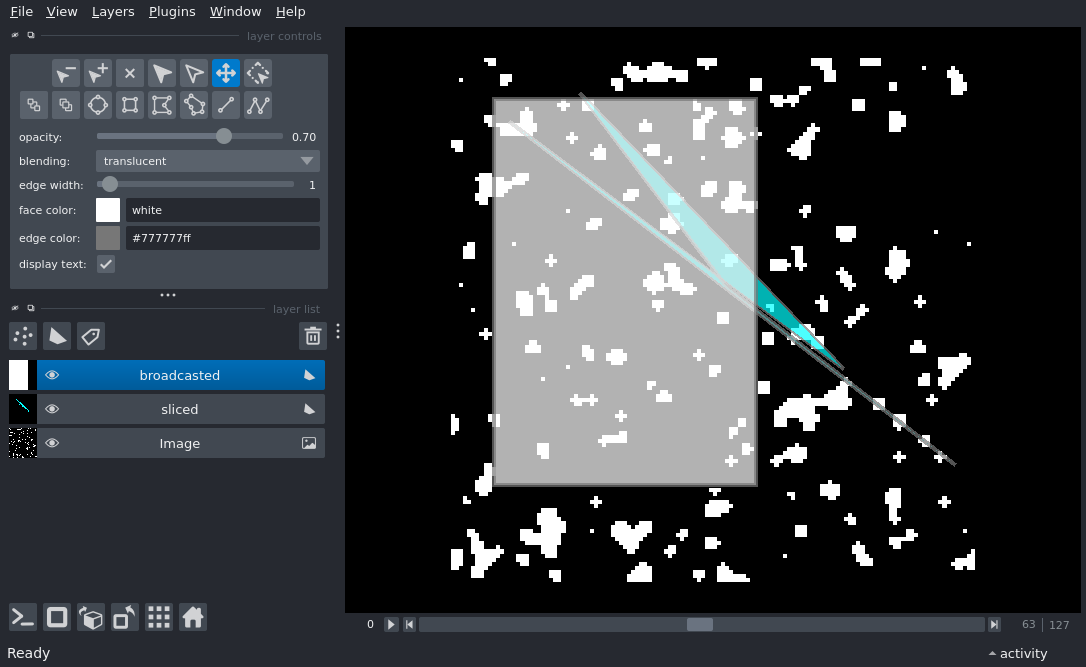 File View Layers Plugins Window Help
layer controls
opacity: 0.70
blending: translucent
edge width: 1
face color: white
edge color: #777777ff
display text:
layer list
broadcasted
sliced
Image
0 63 127
Ready activity